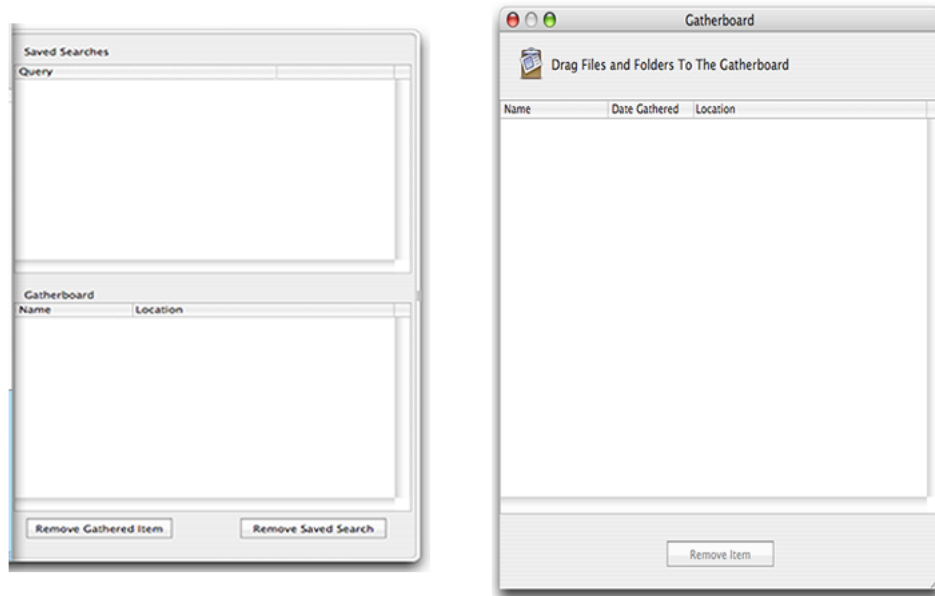 Saved Searches
Query
Gatherboard
Name Location
Remove Gathered Item Remove Saved Search
Gatherboard
Drag Files and Folders To The Gatherboard
Name Date Gathered Location
Remove Item